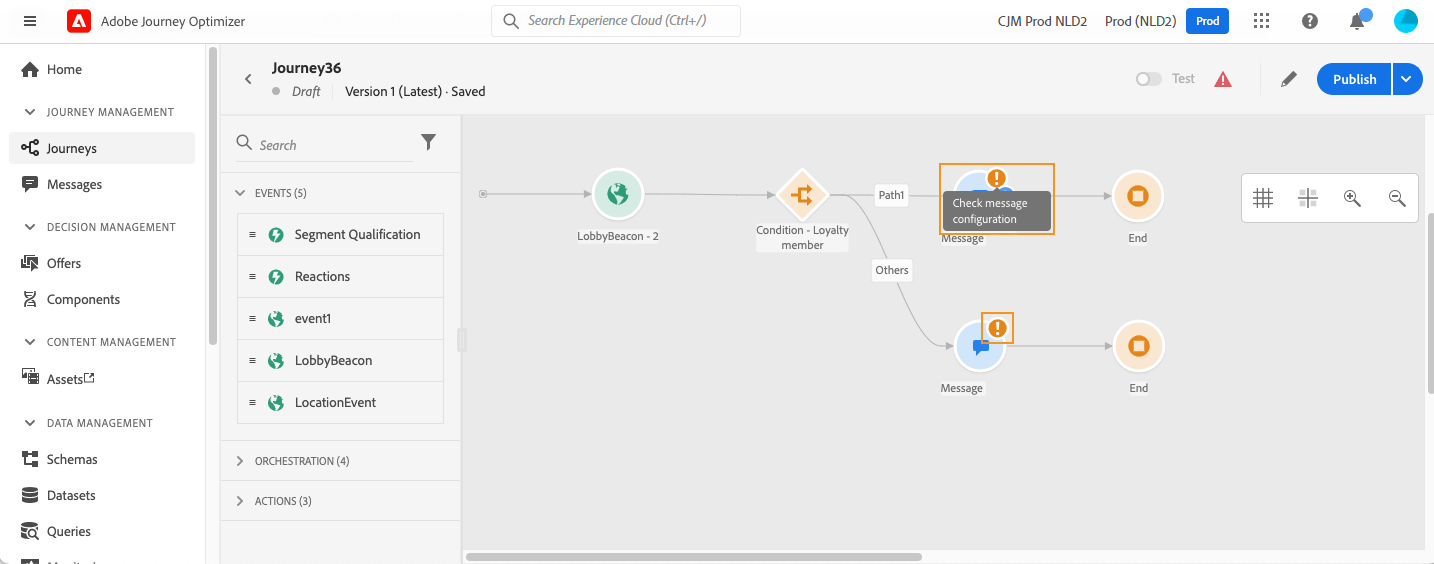 Adobe Journey Optimizer
Search Experience Cloud (Ctrl+/)
CJM Prod NLD2
Prod (NLD2)
Prod
Home
JOURNEY MANAGEMENT
Journeys
Messages
DECISION MANAGEMENT
Offers
Components
CONTENT MANAGEMENT
Assets
DATA MANAGEMENT
Schemas
Datasets
Queries
Journey36
Draft
Version 1 (Latest) · Saved
Test
Publish
Search
EVENTS (5)
Segment Qualification
Reactions
event1
LobbyBeacon
LocationEvent
ORCHESTRATION (4)
ACTIONS (3)
LobbyBeacon - 2
Condition - Loyalty
member
Path1
Others
Check message
configuration
Message
End
Message
End